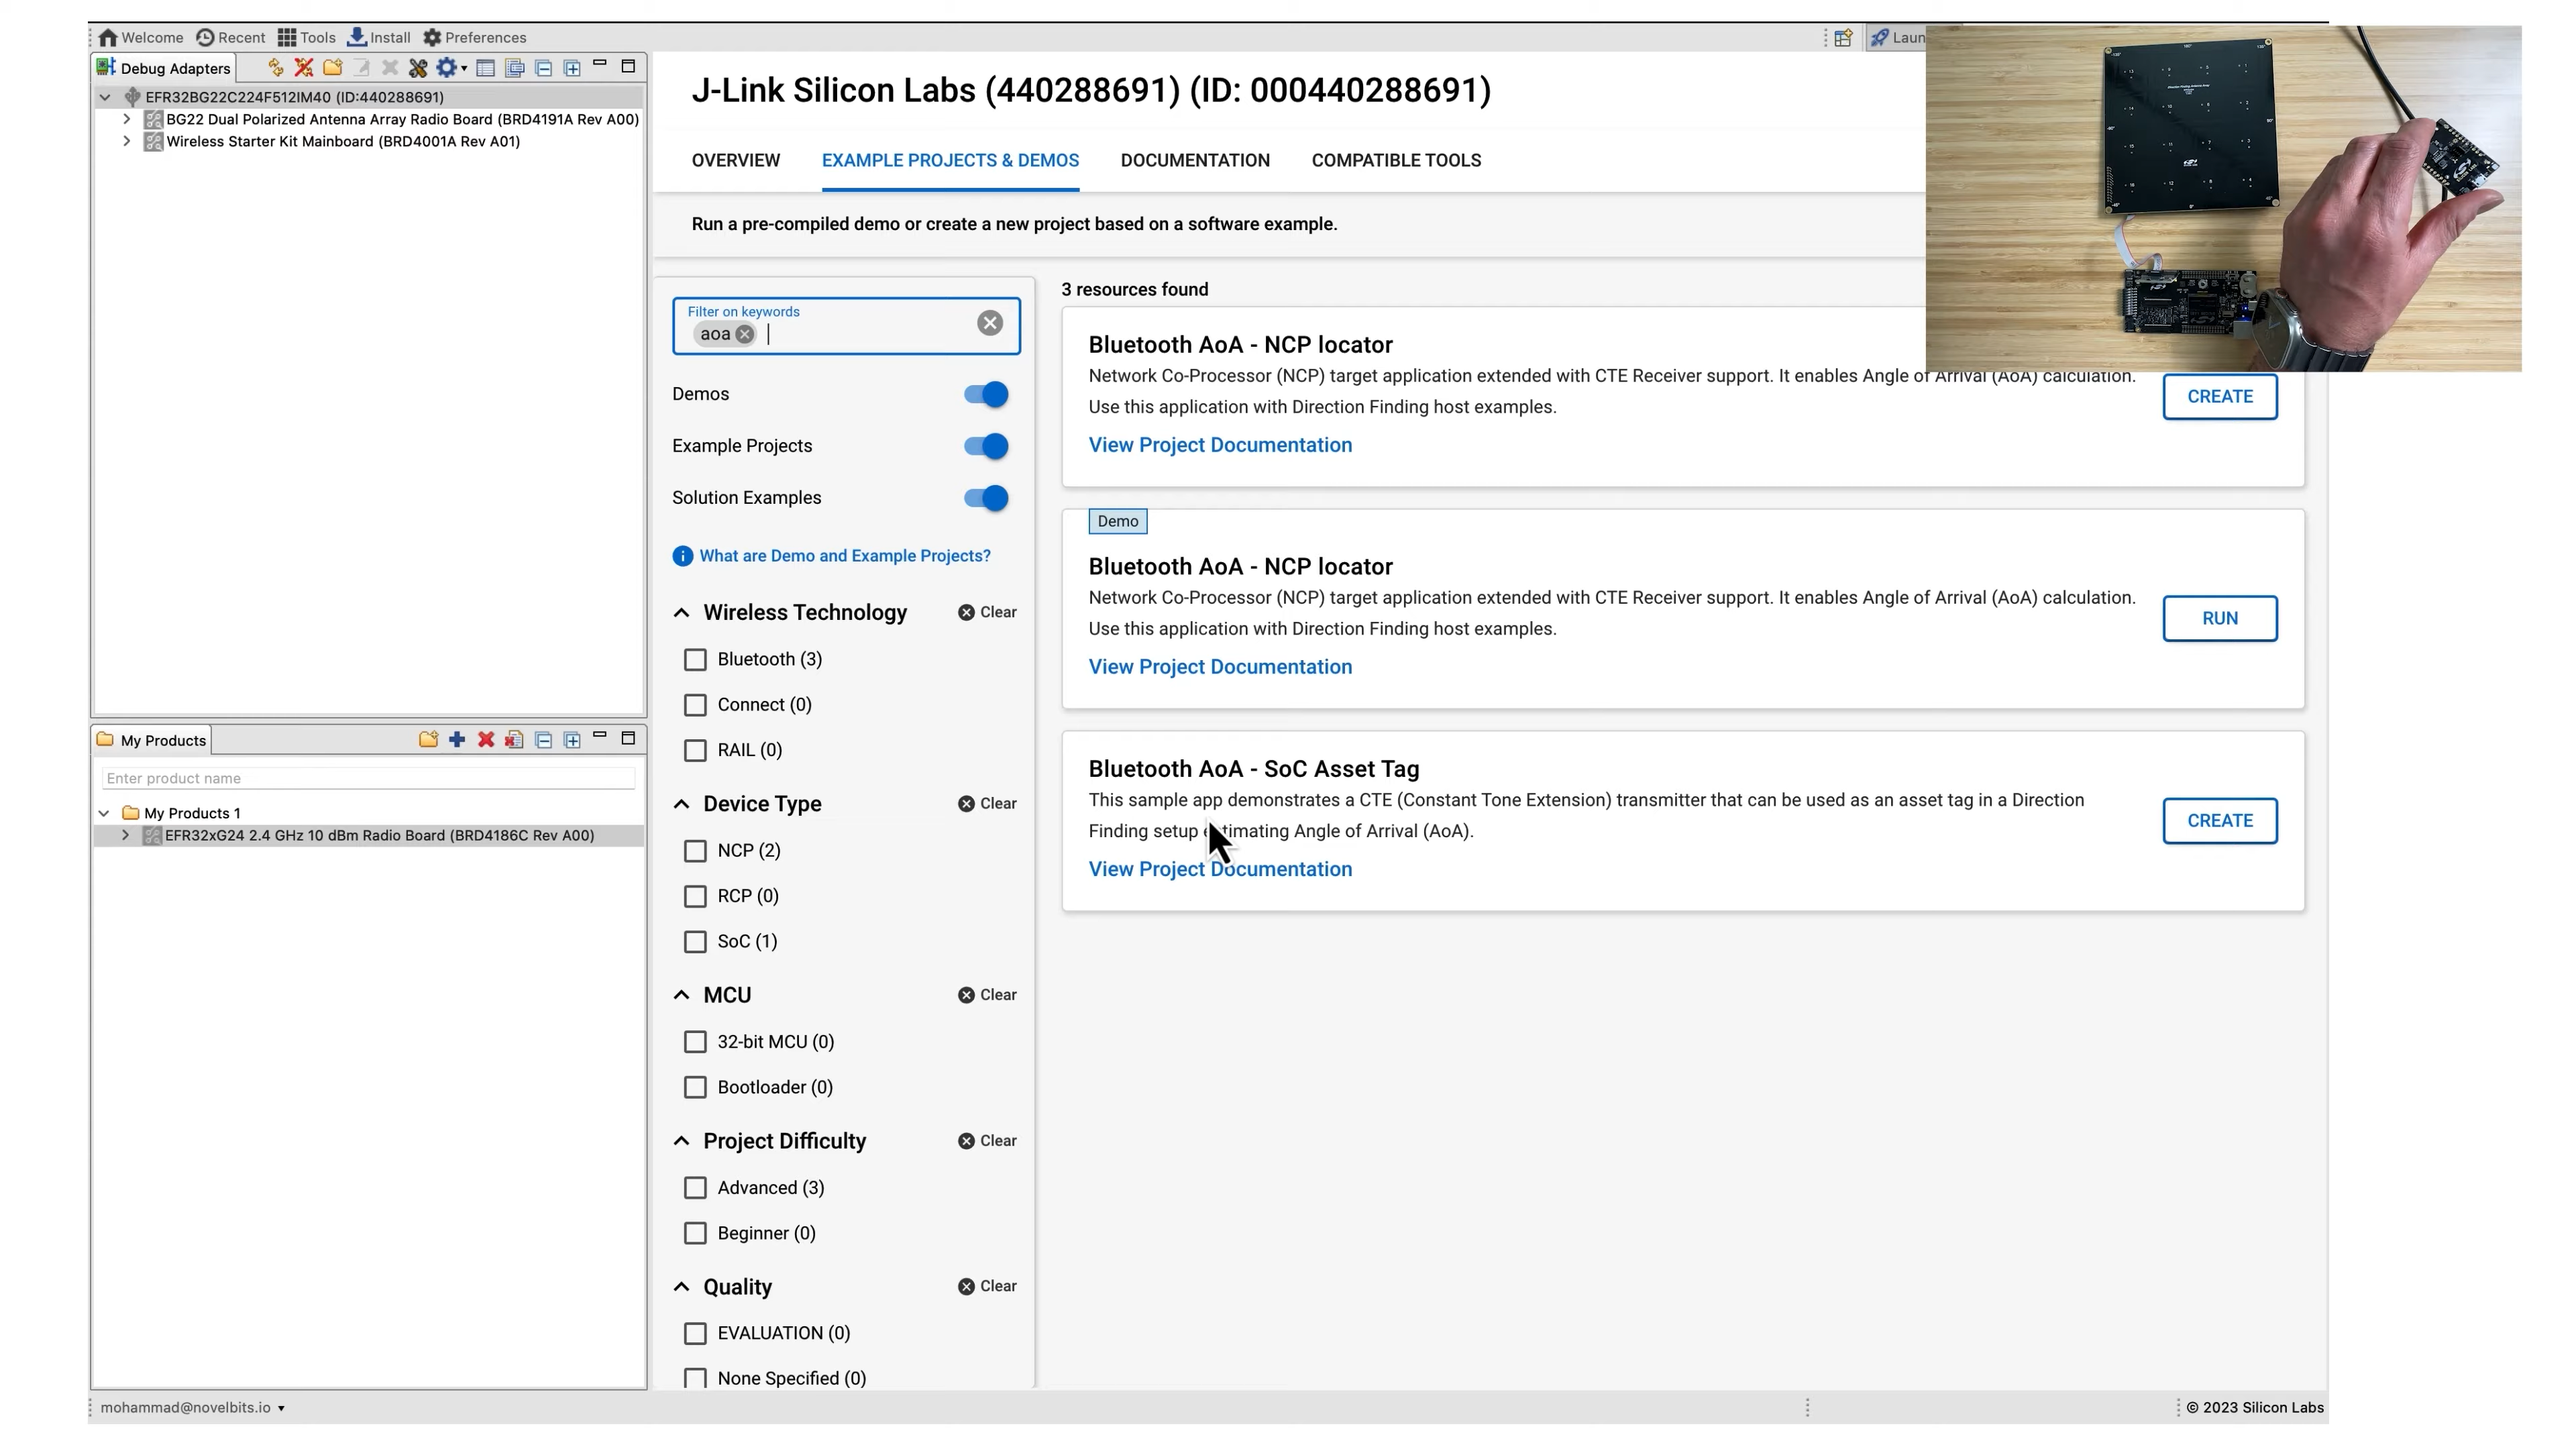 Welcome Recent Tools Install Preferences
Laun
Debug Adapters
EFR32BG22C224F512IM40 (ID:440288691)
BG22 Dual Polarized Antenna Array Radio Board (BRD4191A Rev A00)
Wireless Starter Kit Mainboard (BRD4001A Rev A01)
My Products
Enter product name
My Products 1
EFR32xG24 2.4 GHz 10 dBm Radio Board (BRD4186C Rev A00)
J-Link Silicon Labs (440288691) (ID: 000440288691)
OVERVIEW EXAMPLE PROJECTS & DEMOS DOCUMENTATION COMPATIBLE TOOLS
Run a pre-compiled demo or create a new project based on a software example.
Filter on keywords
aoa
Demos
Example Projects
Solution Examples
What are Demo and Example Projects?
Wireless Technology Clear
Bluetooth (3)
Connect (0)
RAIL (0)
Device Type Clear
NCP (2)
RCP (0)
SoC (1)
MCU Clear
32-bit MCU (0)
Bootloader (0)
Project Difficulty Clear
Advanced (3)
Beginner (0)
Quality Clear
EVALUATION (0)
None Specified (0)
3 resources found
Bluetooth AoA - NCP locator
Network Co-Processor (NCP) target application extended with CTE Receiver support. It enables Angle of Arrival (AoA) calculation.
Use this application with Direction Finding host examples.
View Project Documentation
CREATE
Demo
Bluetooth AoA - NCP locator
Network Co-Processor (NCP) target application extended with CTE Receiver support. It enables Angle of Arrival (AoA) calculation.
Use this application with Direction Finding host examples.
View Project Documentation
RUN
Bluetooth AoA - SoC Asset Tag
This sample app demonstrates a CTE (Constant Tone Extension) transmitter that can be used as an asset tag in a Direction
Finding setup estimating Angle of Arrival (AoA).
View Project Documentation
CREATE
mohammad@novelbits.io
© 2023 Silicon Labs